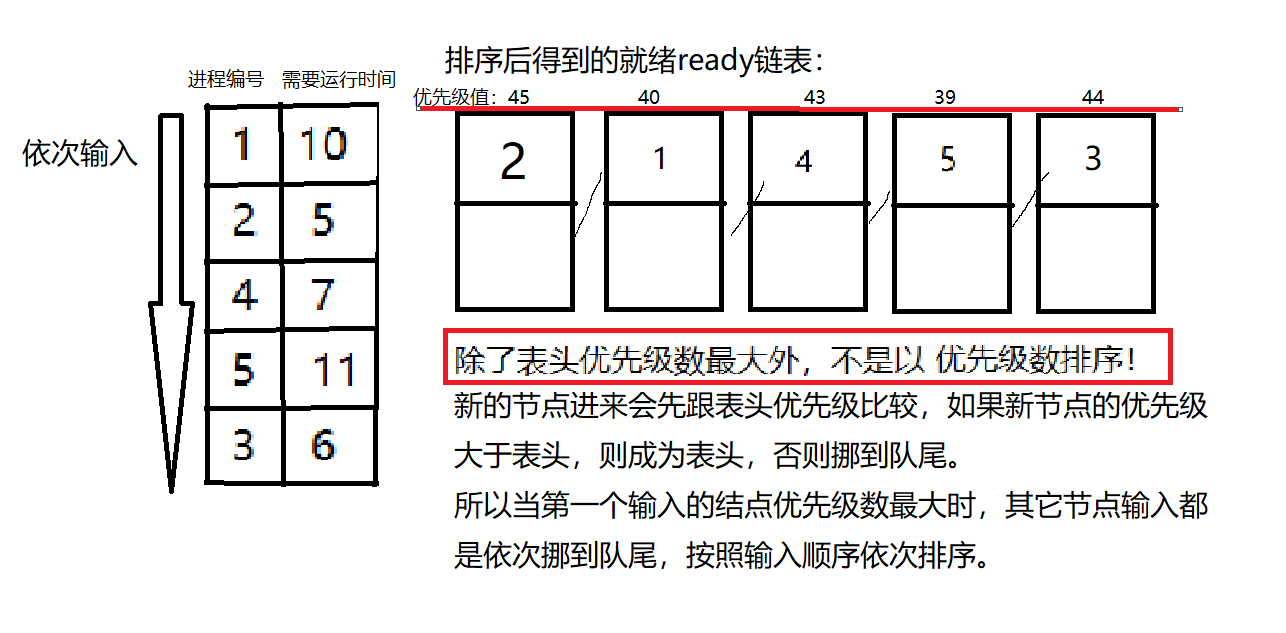 排序后得到的就绪ready链表：
进程编号 需要运行时间
优先级值：45 40 43 39 44
依次输入
1 10
2 5
4 7
5 11
3 6
2 1 4 5 3
除了表头优先级数最大外，不是以 优先级数排序！
新的节点进来会先跟表头优先级比较，如果新节点的优先级
大于表头，则成为表头，否则挪到队尾。
所以当第一个输入的结点优先级数最大时，其它节点输入都
是依次挪到队尾，按照输入顺序依次排序。